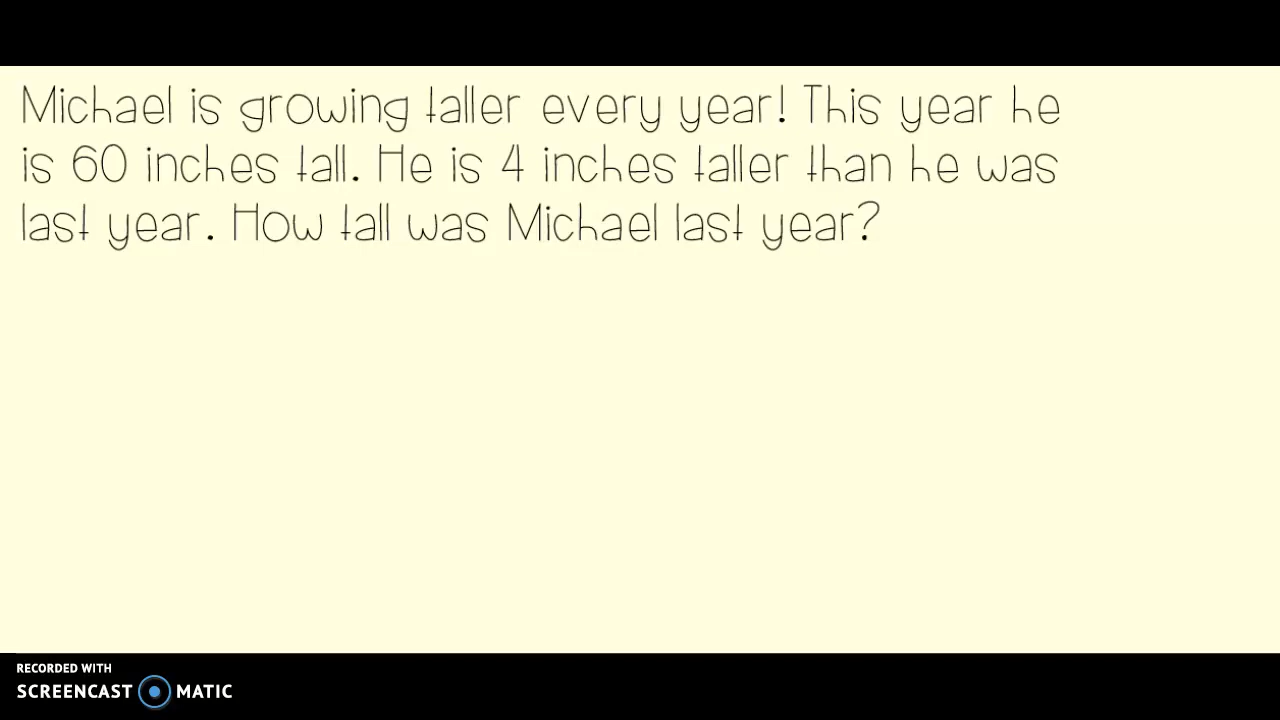 Michael is growing taller every year! This year he
is 60 inches tall. He is 4 inches taller than he was
last year. How tall was Michael last year?
RECORDED WITH
SCREENCAST MATIC